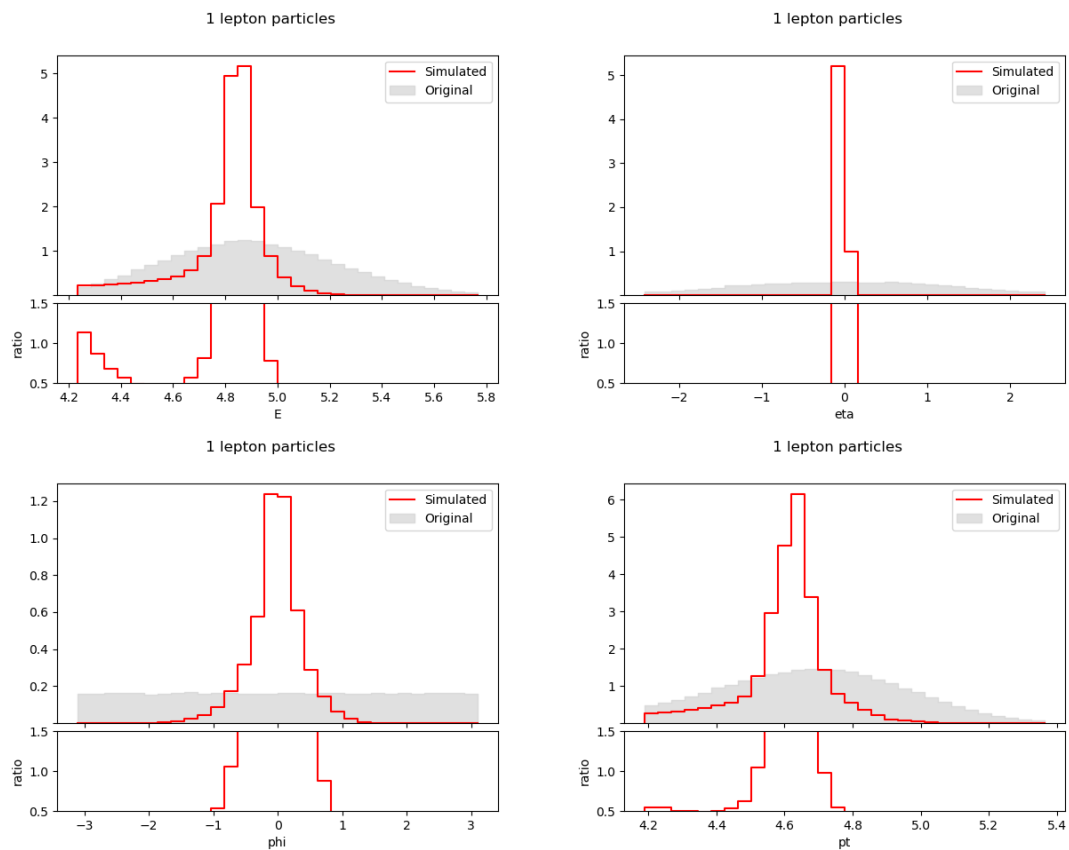 1 lepton particles
Simulated
Original
5
4
3
2
1
1.5
1.0
0.5
ratio
4.2 4.4 4.6 4.8 5.0 5.2 5.4 5.6 5.8
E
1 lepton particles
Simulated
Original
5
4
3
2
1
1.5
1.0
0.5
ratio
−2 −1 0 1 2
eta
1 lepton particles
Simulated
Original
1.2
1.0
0.8
0.6
0.4
0.2
1.5
1.0
0.5
ratio
−3 −2 −1 0 1 2 3
phi
1 lepton particles
Simulated
Original
6
5
4
3
2
1
1.5
1.0
0.5
ratio
4.2 4.4 4.6 4.8 5.0 5.2 5.4
pt